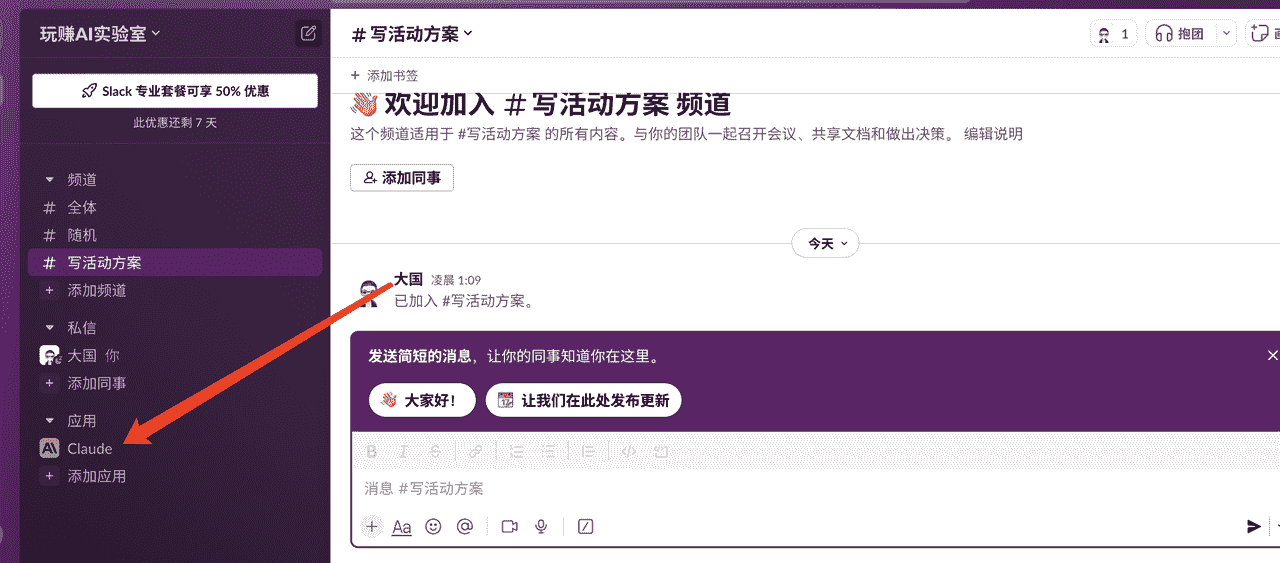 玩赚AI实验室
Slack 专业套餐可享 50% 优惠
此优惠还剩 7 天
频道
# 全体
# 随机
# 写活动方案
+ 添加频道
私信
大国 你
+ 添加同事
应用
AI Claude
+ 添加应用
# 写活动方案
1
抱团
+ 添加书签
👋 欢迎加入 # 写活动方案 频道
这个频道适用于 #写活动方案 的所有内容。与你的团队一起召开会议、共享文档和做出决策。 编辑说明
添加同事
今天
大国 凌晨 1:09
已加入 #写活动方案。
发送简短的消息，让你的同事知道你在这里。
👋 大家好！
📅 让我们在此处发布更新
B I S
消息 #写活动方案
+ Aa